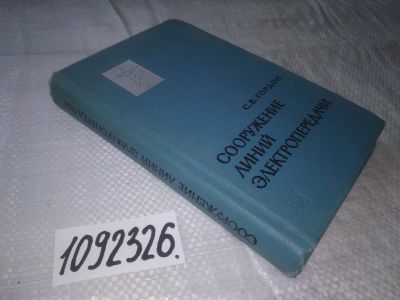 С.В. ГОРДОН
СООРУЖЕНИЕ
ЛИНИЙ
ЭЛЕКТРОПЕРЕДАЧИ
СООРУЖЕНИЕ ЛИНИЙ ЭЛЕКТРОПЕРЕДАЧИ
1092326.